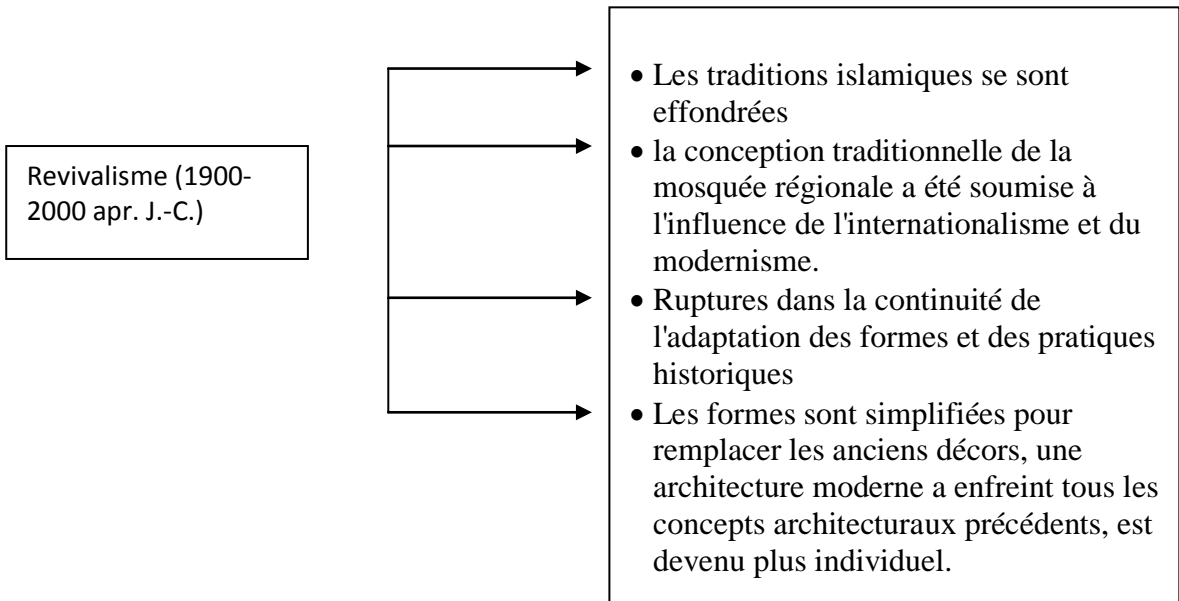 Revivalisme (1900-
2000 apr. J.-C.)
• Les traditions islamiques se sont
effondrées
• la conception traditionnelle de la
mosquée régionale a été soumise à
l'influence de l'internationalisme et du
modernisme.
• Ruptures dans la continuité de
l'adaptation des formes et des pratiques
historiques
• Les formes sont simplifiées pour
remplacer les anciens décors, une
architecture moderne a enfreint tous les
concepts architecturaux précédents, est
devenu plus individuel.